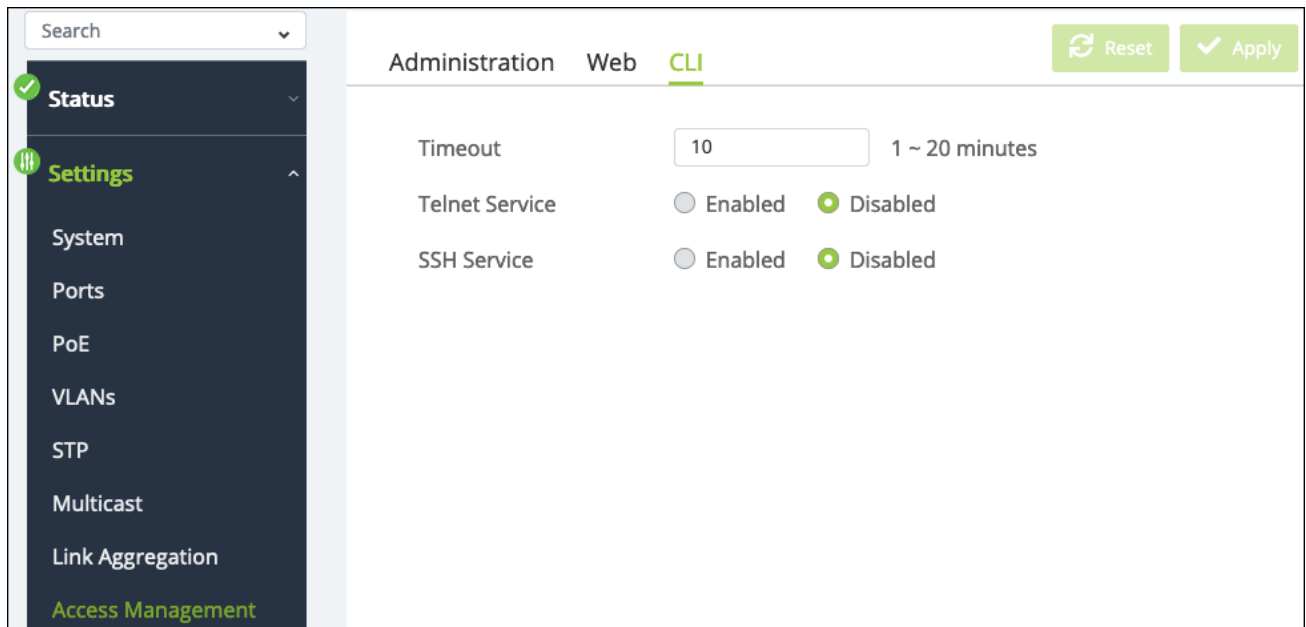 Search
Status
Settings
System
Ports
PoE
VLANs
STP
Multicast
Link Aggregation
Access Management
Administration Web CLI
Reset Apply
Timeout 10 1 ~ 20 minutes
Telnet Service Enabled Disabled
SSH Service Enabled Disabled